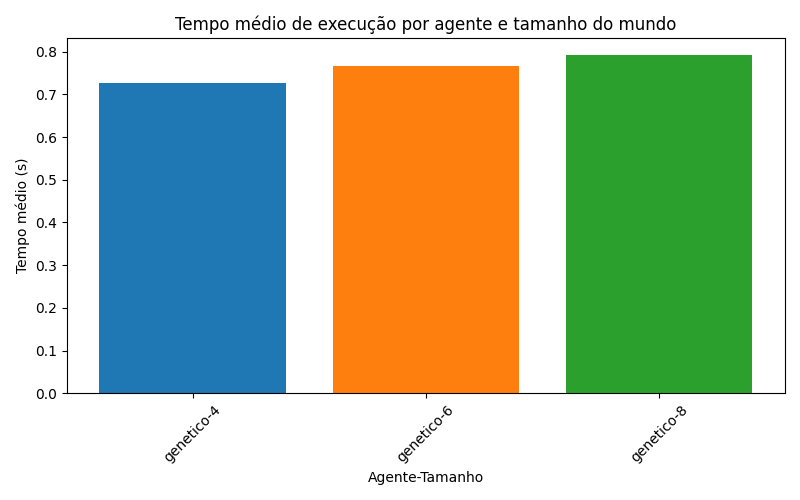 Tempo médio de execução por agente e tamanho do mundo
Tempo médio (s)
0.8
0.7
0.6
0.5
0.4
0.3
0.2
0.1
0.0
genetico-4
genetico-6
genetico-8
Agente-Tamanho